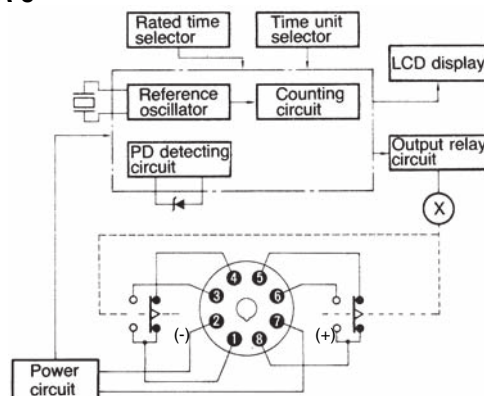 Rated time
selector
Time unit
selector
LCD display
Reference
oscillator
Counting
circuit
PD detecting
circuit
Output relay
circuit
X
4
5
3
6
2
7
1
8
(-)
(+)
Power
circuit